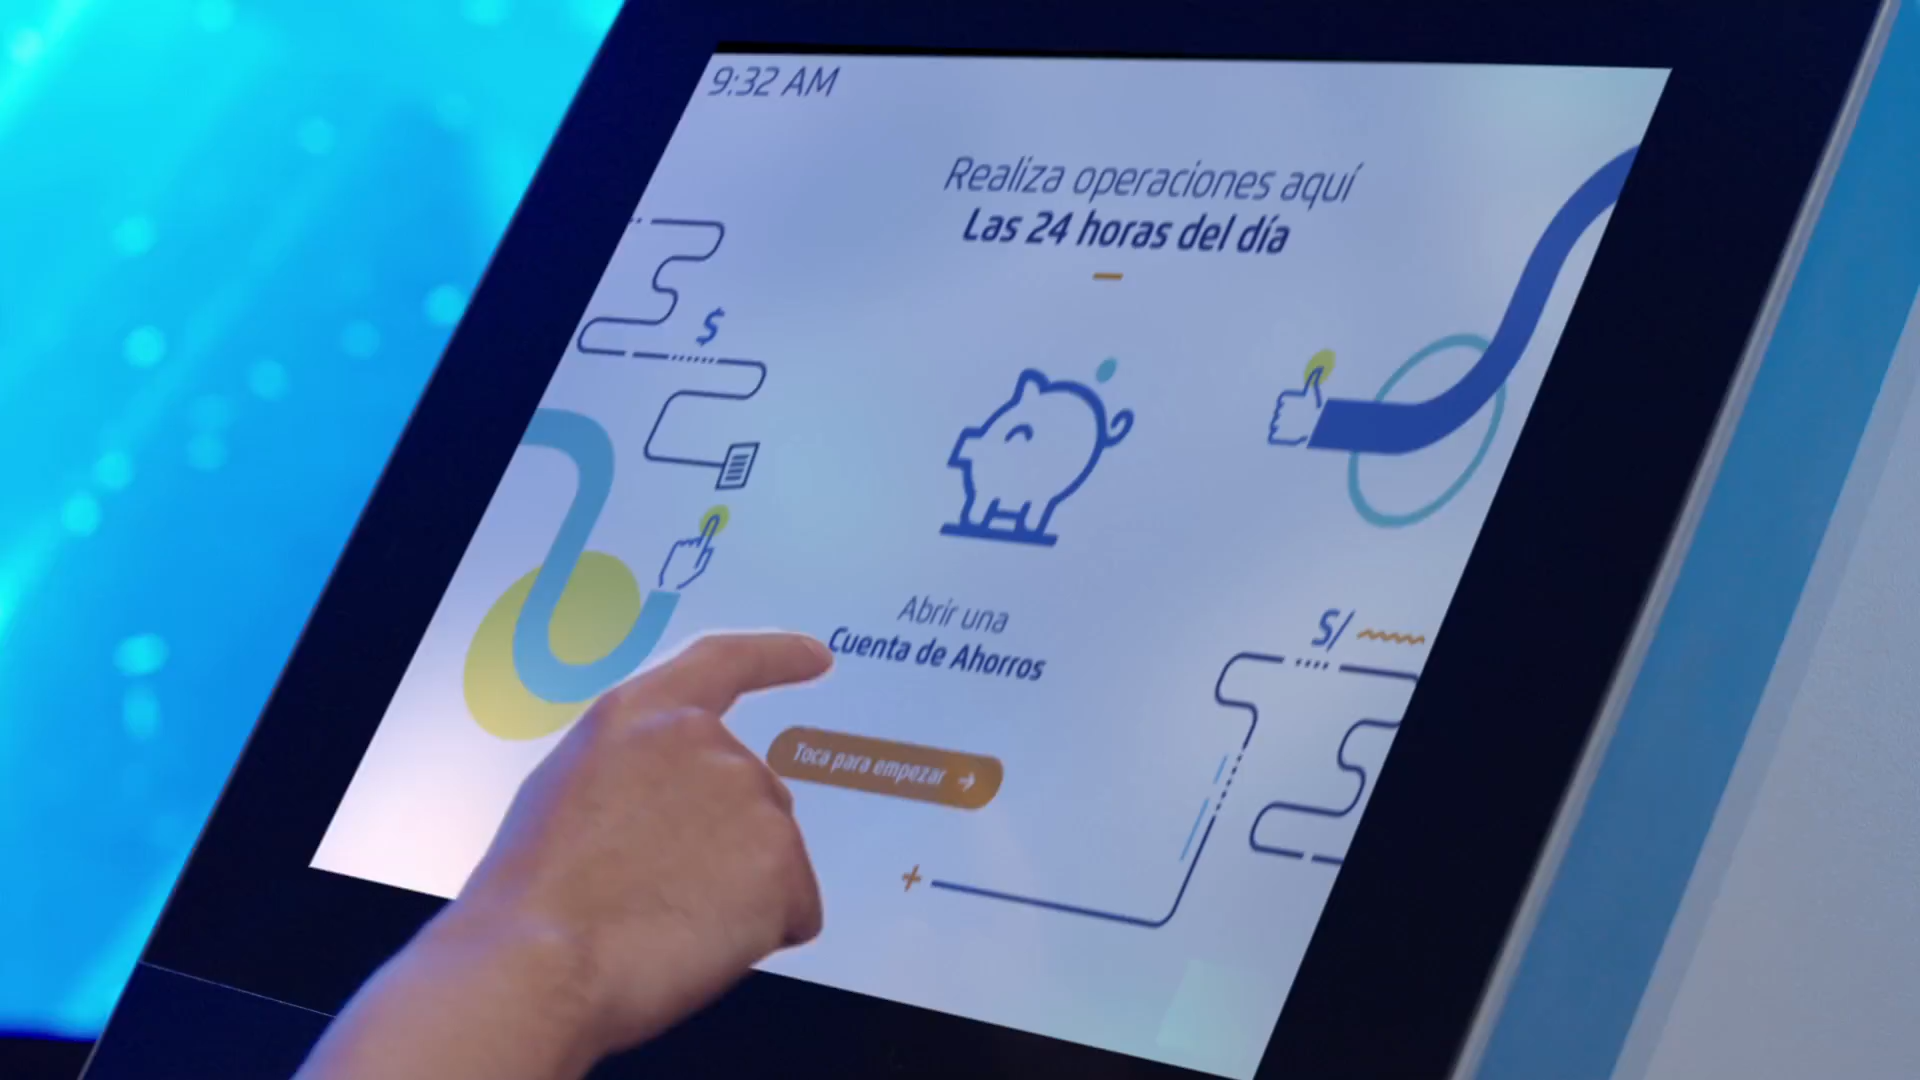 9:32 AM
Realiza operaciones aquí
Las 24 horas del día
$
Abrir una
Cuenta de Ahorros
S/
Toca para empezar →
+